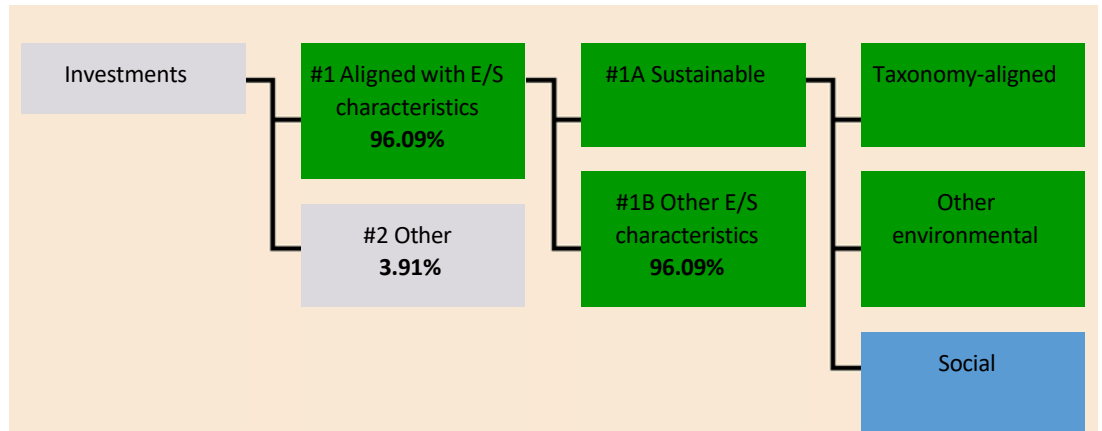 Investments
#1 Aligned with E/S
characteristics
96.09%
#2 Other
3.91%
#1A Sustainable
#1B Other E/S
characteristics
96.09%
Taxonomy-aligned
Other
environmental
Social